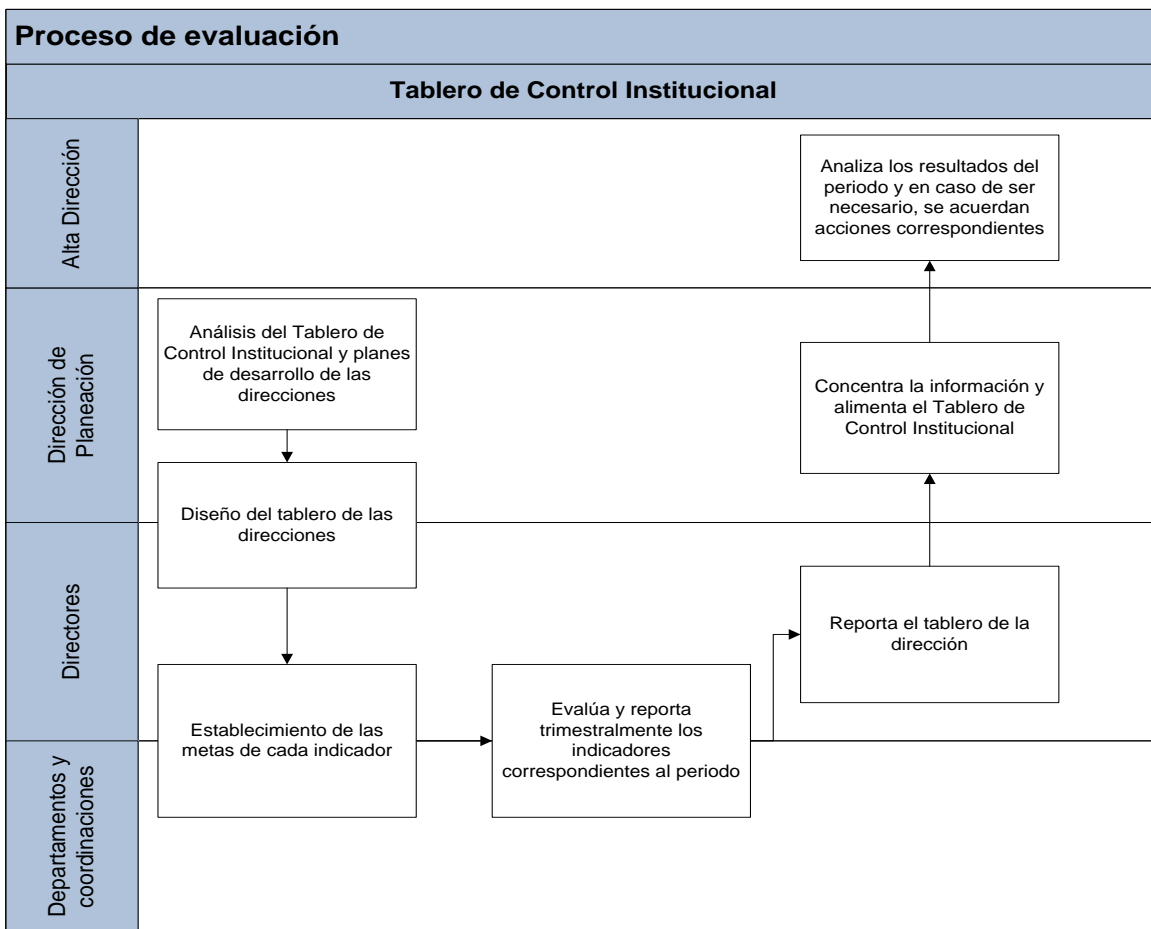 Proceso de evaluación
Tablero de Control Institucional
Alta Dirección
Analiza los resultados del
periodo y en caso de ser
necesario, se acuerdan
acciones correspondientes
Dirección de
Planeación
Análisis del Tablero de
Control Institucional y planes
de desarrollo de las
direcciones
Concentra la información y
alimenta el Tablero de
Control Institucional
Diseño del tablero de las
direcciones
Directores
Reporta el tablero de la
dirección
Establecimiento de las
metas de cada indicador
Evalúa y reporta
trimestralmente los
indicadores
correspondientes al periodo
Departamentos y
coordinaciones